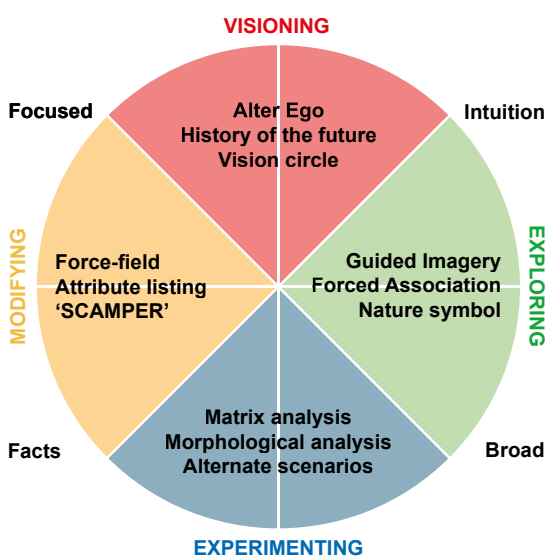 VISIONING
Focused
Intuition
Alter Ego
History of the future
Vision circle
MODIFYING
Force-field
Attribute listing
‘SCAMPER’
Guided Imagery
Forced Association
Nature symbol
EXPLORING
Matrix analysis
Morphological analysis
Alternate scenarios
Facts
Broad
EXPERIMENTING